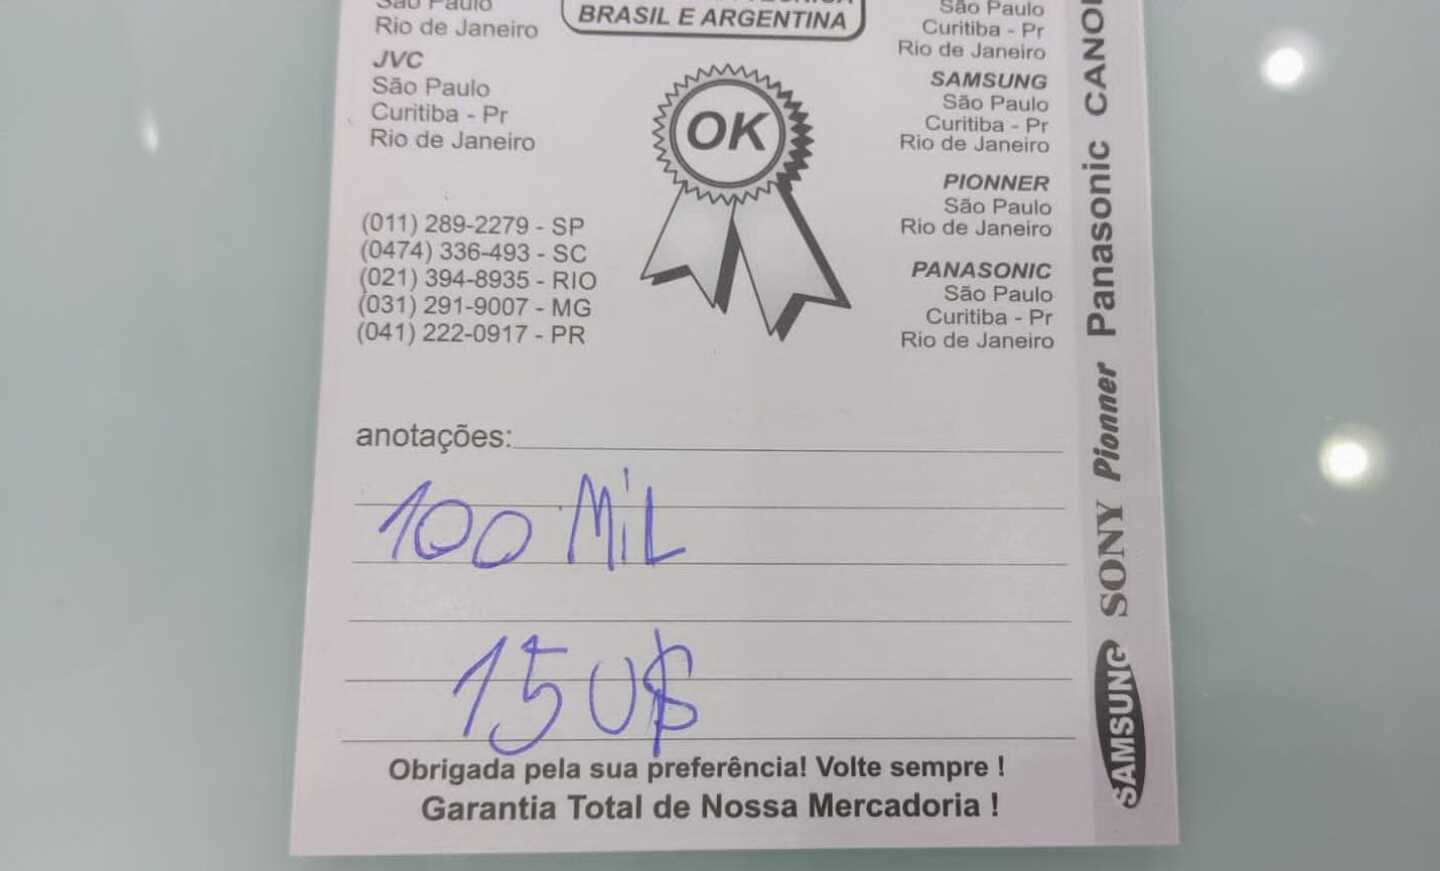 São Paulo
Rio de Janeiro
JVC
São Paulo
Curitiba - Pr
Rio de Janeiro
(011) 289-2279 - SP
(0474) 336-493 - SC
(021) 394-8935 - RIO
(031) 291-9007 - MG
(041) 222-0917 - PR
BRASIL E ARGENTINA
OK
São Paulo
Curitiba - Pr
Rio de Janeiro
SAMSUNG
São Paulo
Curitiba - Pr
Rio de Janeiro
PIONNER
São Paulo
Rio de Janeiro
PANASONIC
São Paulo
Curitiba - Pr
Rio de Janeiro
anotações:
100 MiL
15 U$
Obrigada pela sua preferência! Volte sempre !
Garantia Total de Nossa Mercadoria !
SAMSUNG SONY Pionner Panasonic